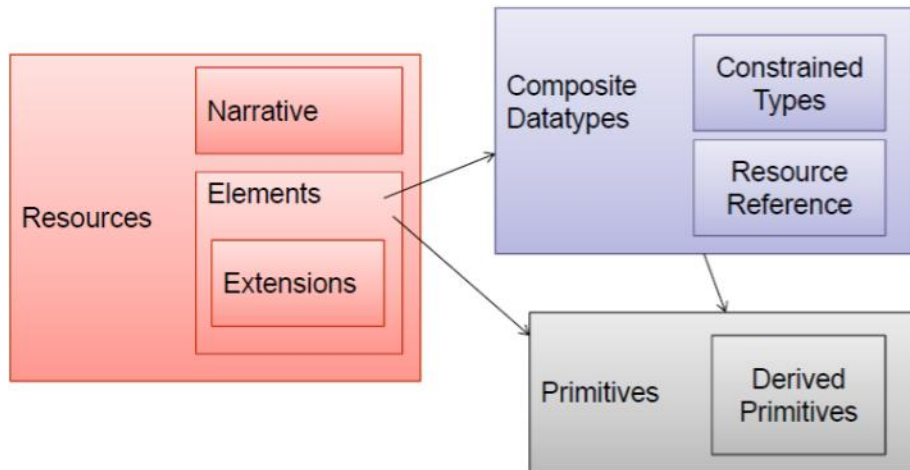 Resources
Narrative
Elements
Extensions
Composite
Datatypes
Constrained
Types
Resource
Reference
Primitives
Derived
Primitives